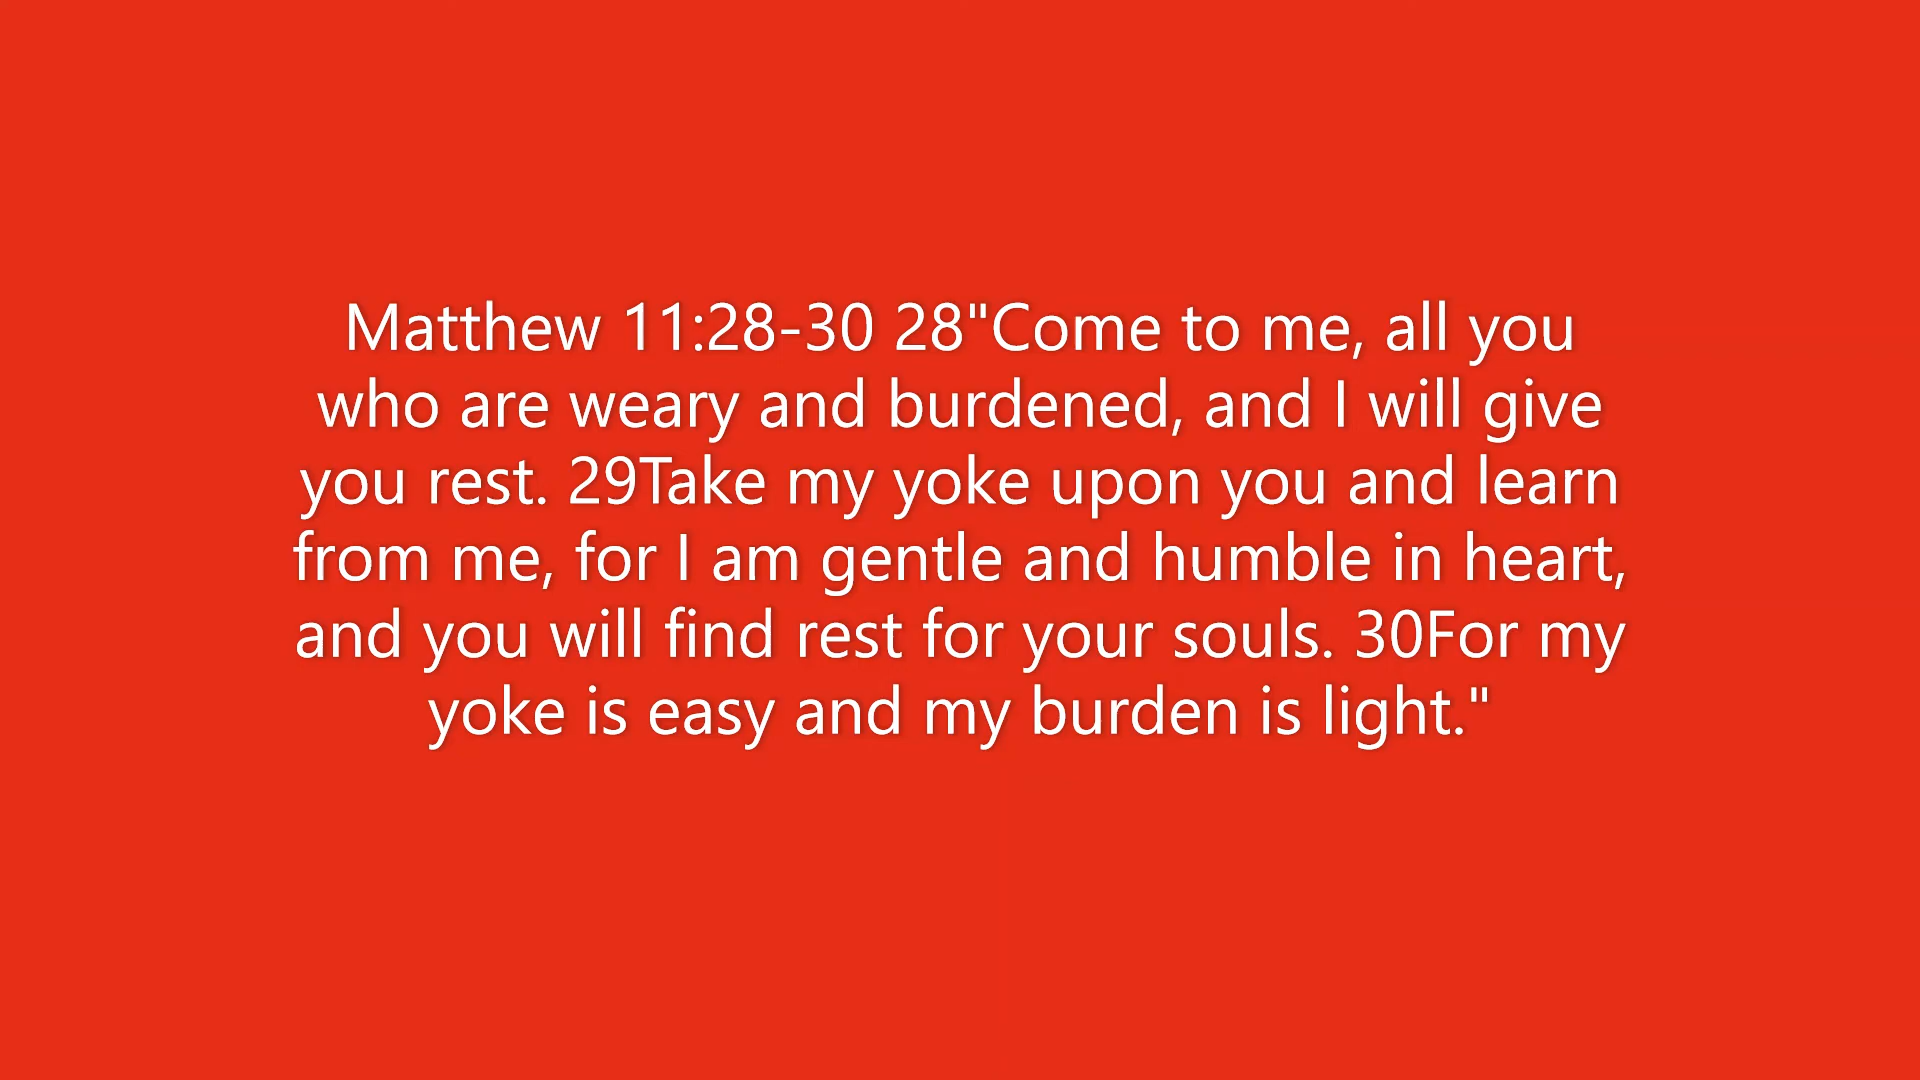 Matthew 11:28-30 28"Come to me, all you
who are weary and burdened, and I will give
you rest. 29Take my yoke upon you and learn
from me, for I am gentle and humble in heart,
and you will find rest for your souls. 30For my
yoke is easy and my burden is light."